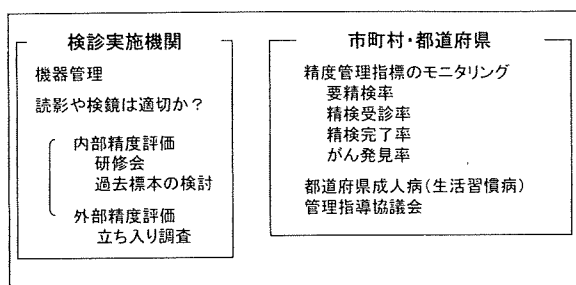 検診実施機関
機器管理
読影や検鏡は適切か？
内部精度評価
研修会
過去標本の検討
外部精度評価
立ち入り調査
市町村・都道府県
精度管理指標のモニタリング
要精検率
精検受診率
精検完了率
がん発見率
都道府県成人病（生活習慣病）
管理指導協議会